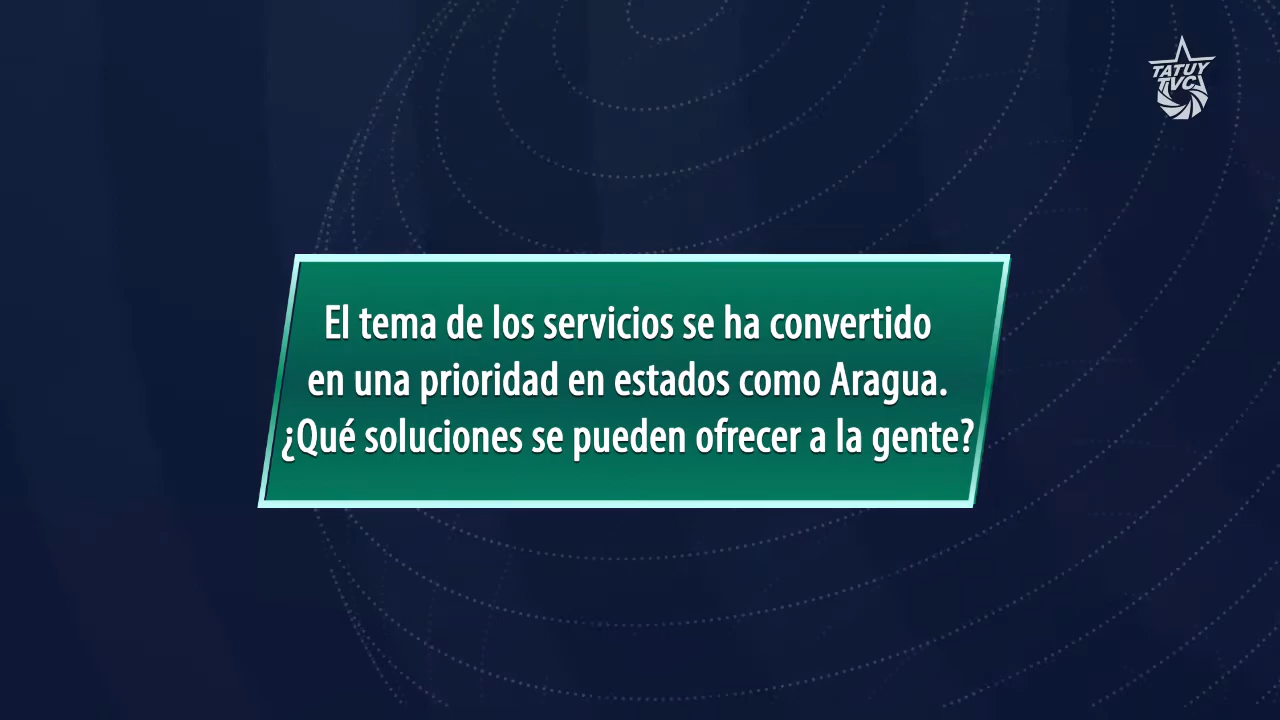 TATUY
TVC
El tema de los servicios se ha convertido
en una prioridad en estados como Aragua.
¿Qué soluciones se pueden ofrecer a la gente?